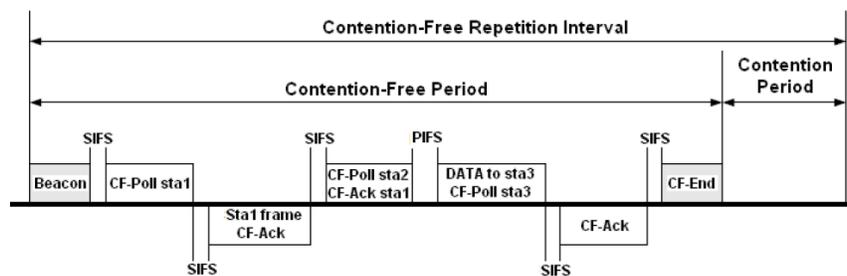 Contention-Free Repetition Interval
Contention-Free Period
Contention
Period
SIFS
SIFS
PIFS
SIFS
Beacon
CF-Poll sta1
CF-Poll sta2
CF-Ack sta1
DATA to sta3
CF-Poll sta3
CF-End
Sta1 frame
CF-Ack
CF-Ack
SIFS
SIFS